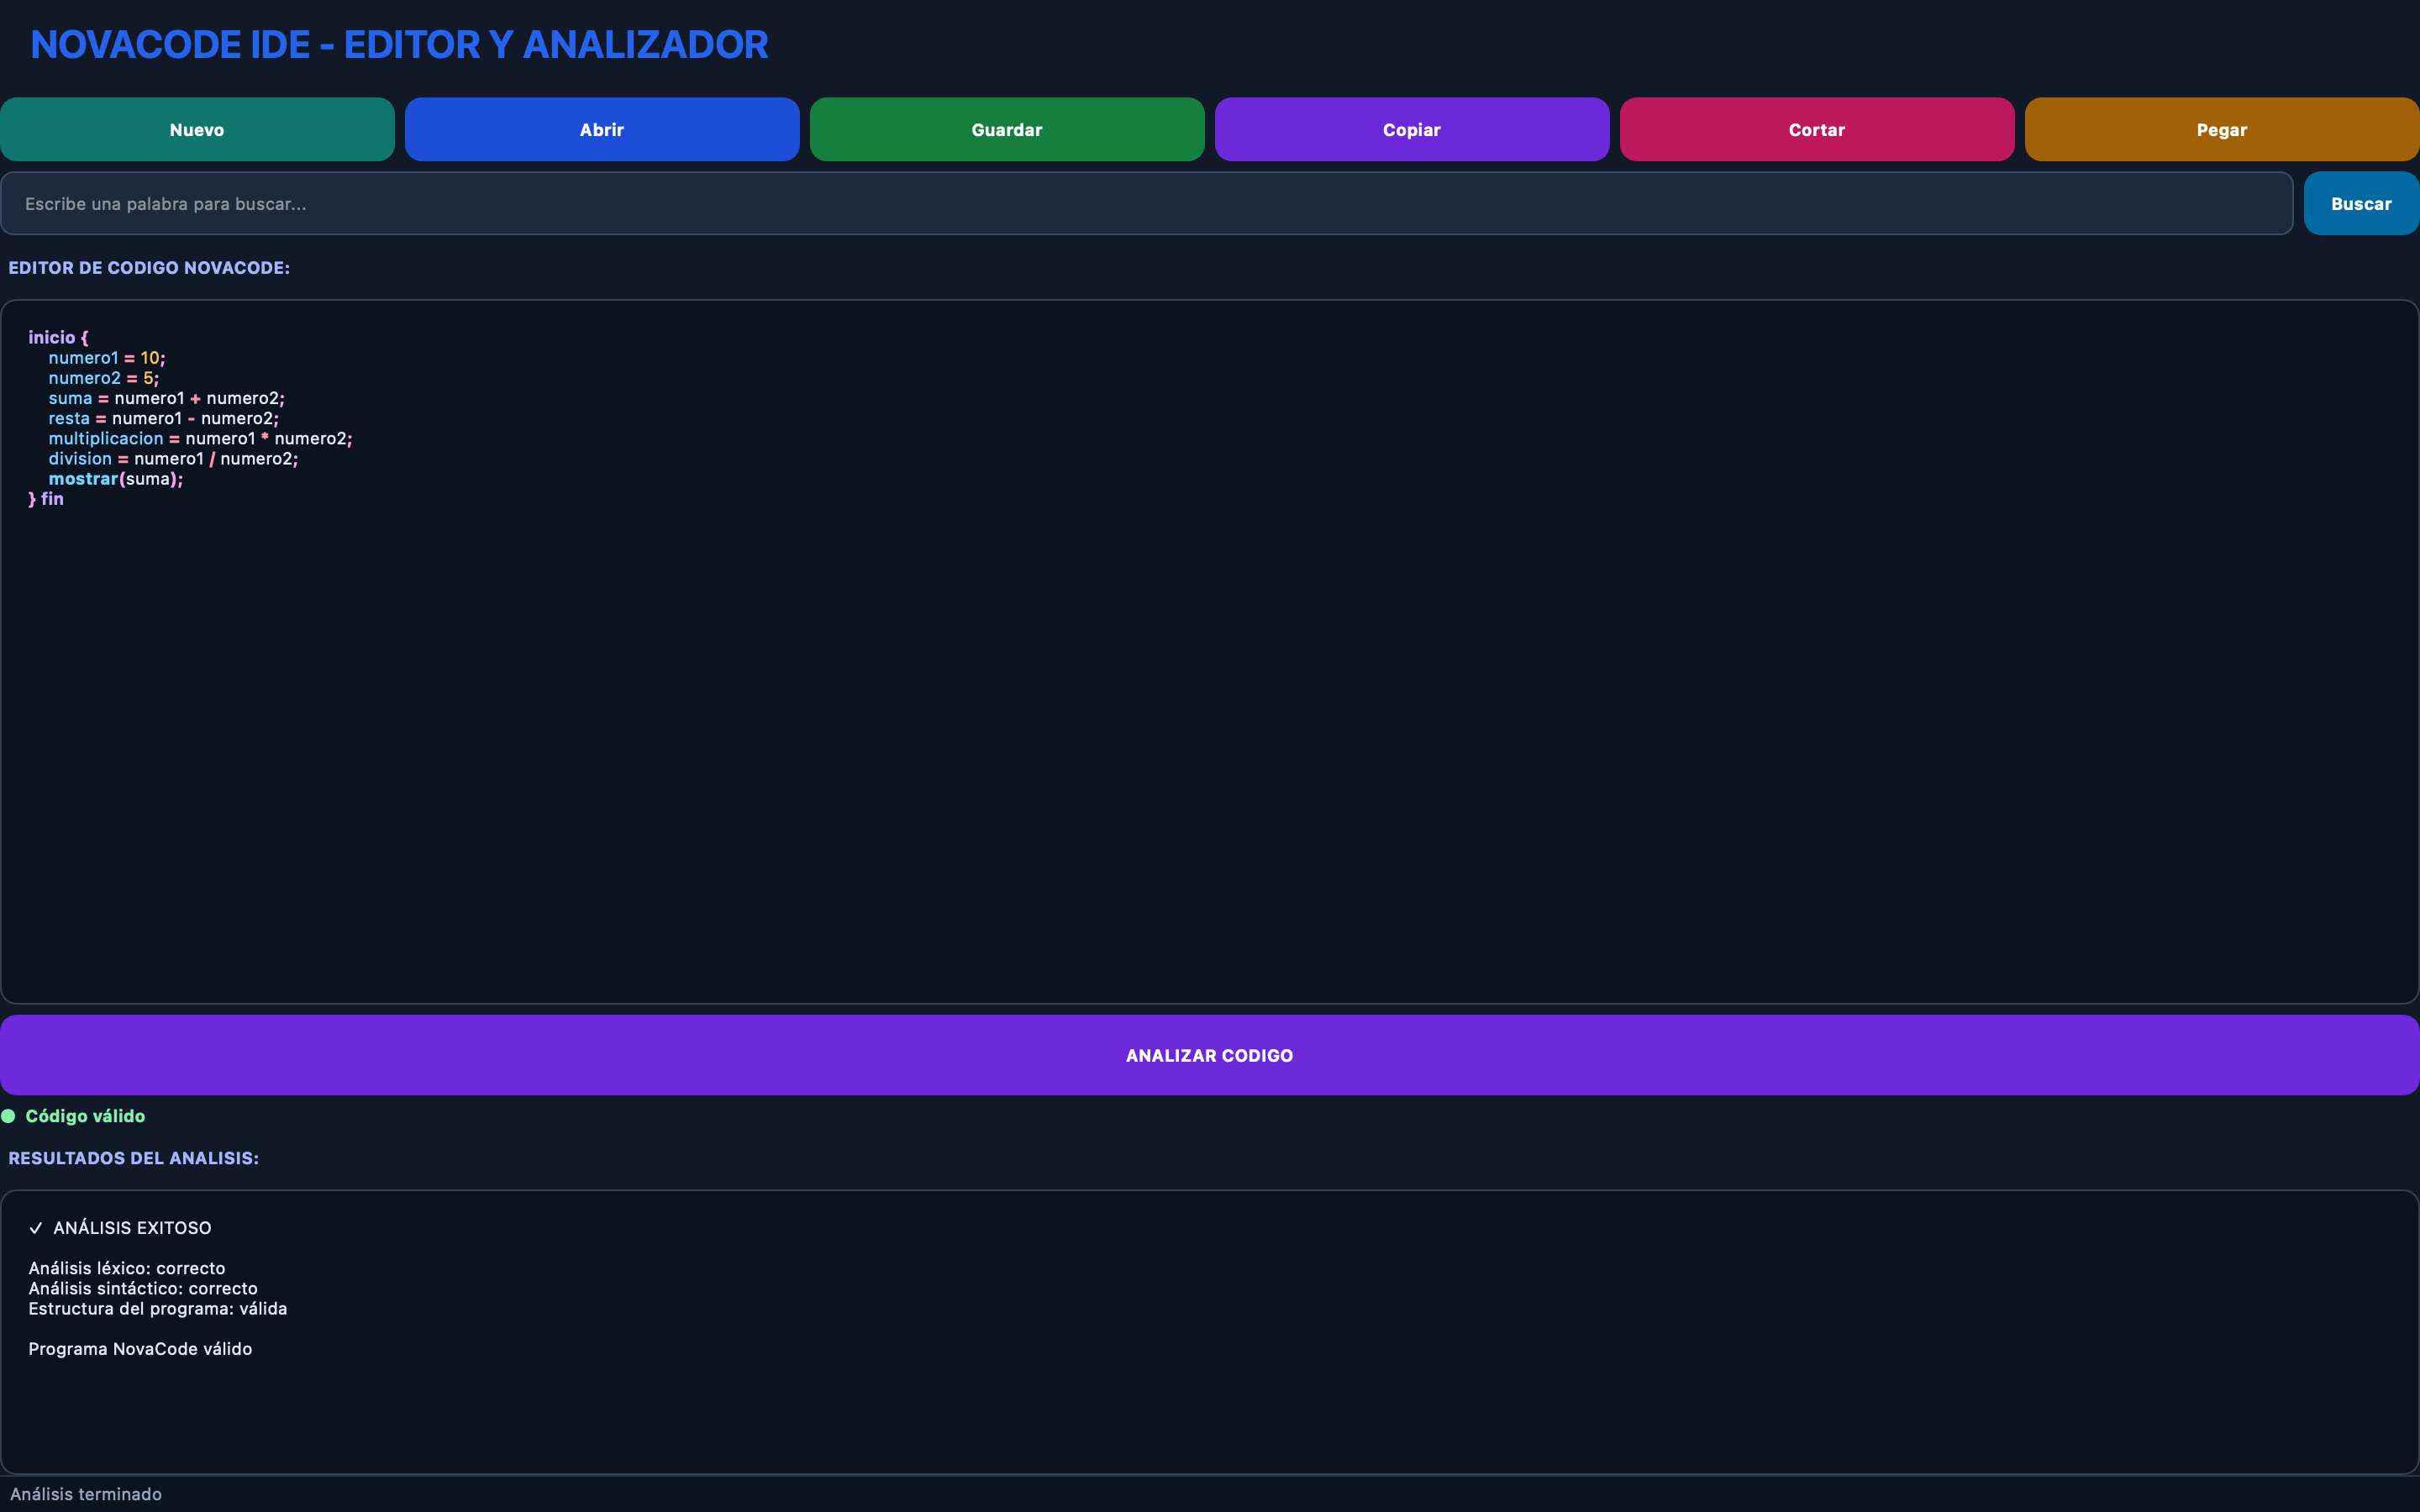 NOVACODE IDE - EDITOR Y ANALIZADOR
Nuevo Abrir Guardar Copiar Cortar Pegar
Escribe una palabra para buscar... Buscar
EDITOR DE CODIGO NOVACODE:
inicio {
    numero1 = 10;
    numero2 = 5;
    suma = numero1 + numero2;
    resta = numero1 - numero2;
    multiplicacion = numero1 * numero2;
    division = numero1 / numero2;
    mostrar(suma);
} fin
ANALIZAR CODIGO
Código válido
RESULTADOS DEL ANALISIS:
✓ ANÁLISIS EXITOSO
Análisis léxico: correcto
Análisis sintáctico: correcto
Estructura del programa: válida
Programa NovaCode válido
Análisis terminado